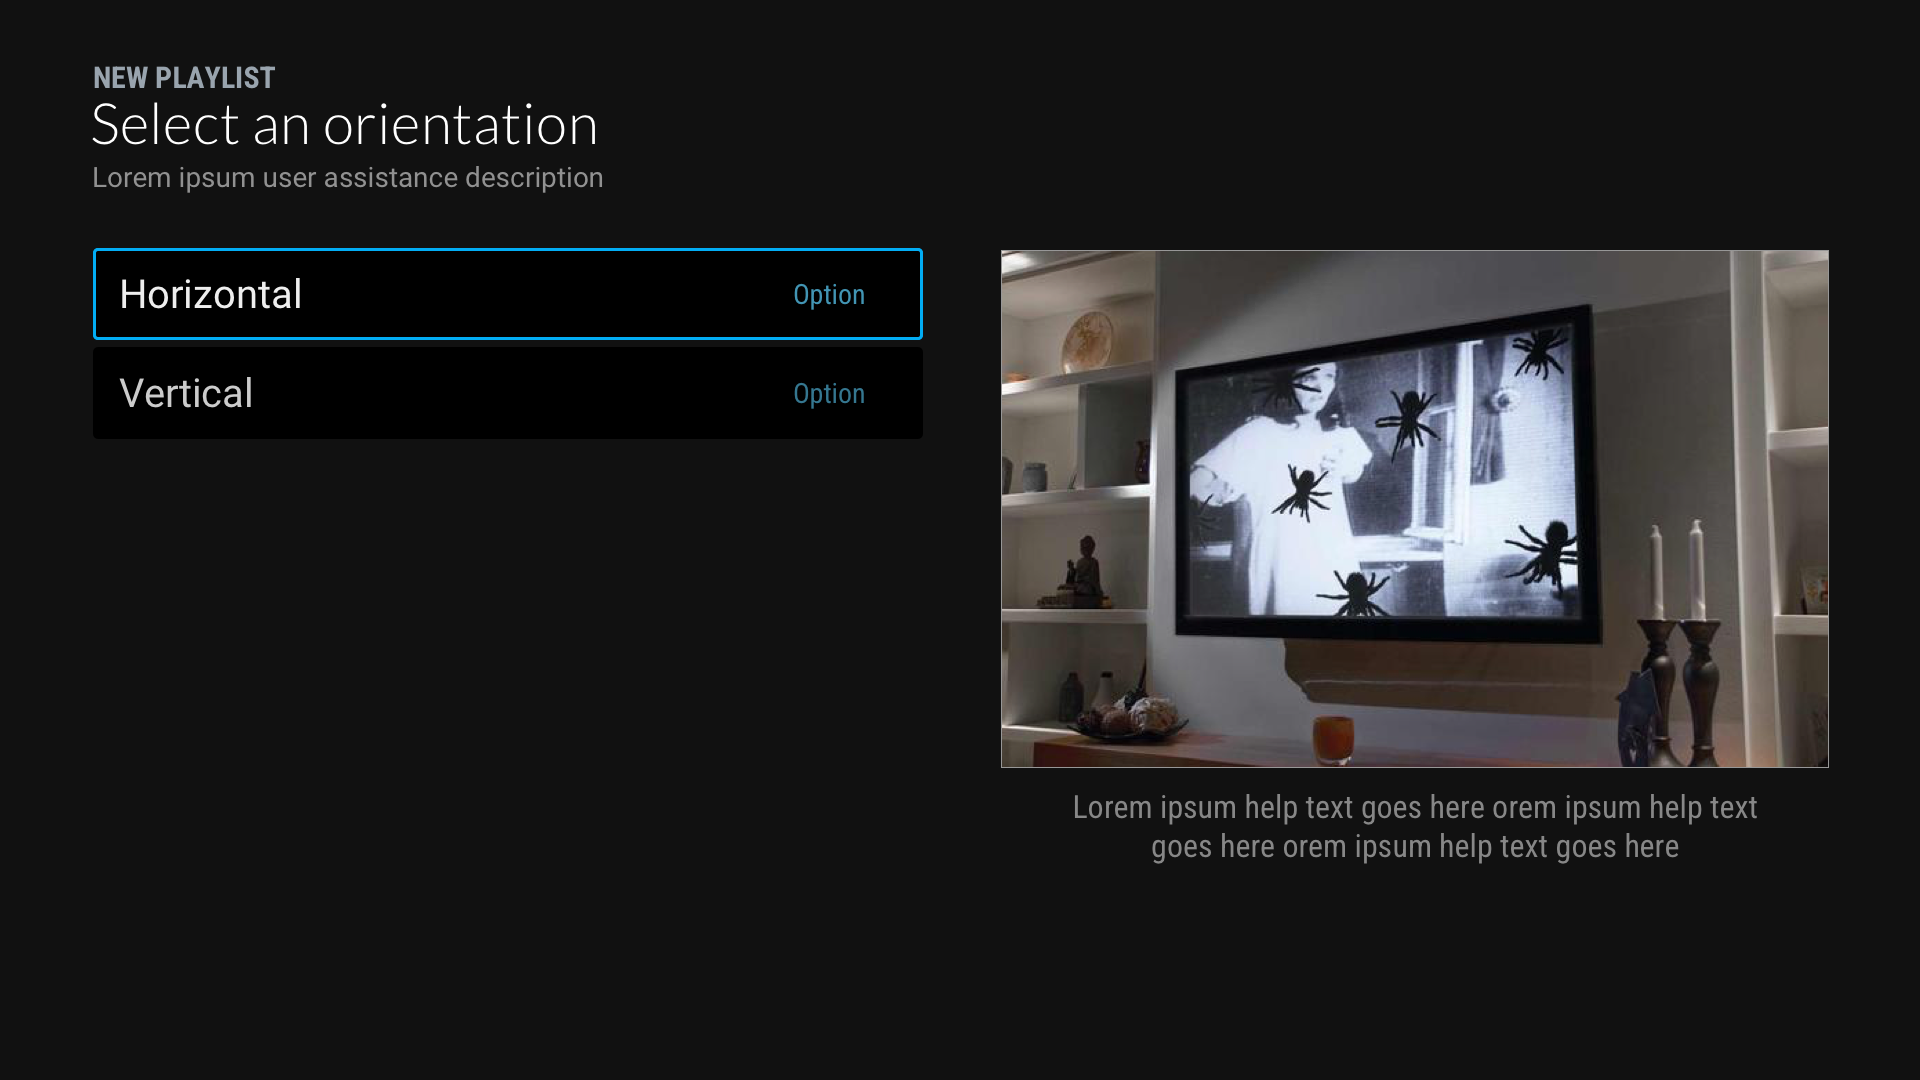 NEW PLAYLIST
Select an orientation
Lorem ipsum user assistance description
Horizontal
Option
Vertical
Option
Lorem ipsum help text goes here orem ipsum help text
goes here orem ipsum help text goes here